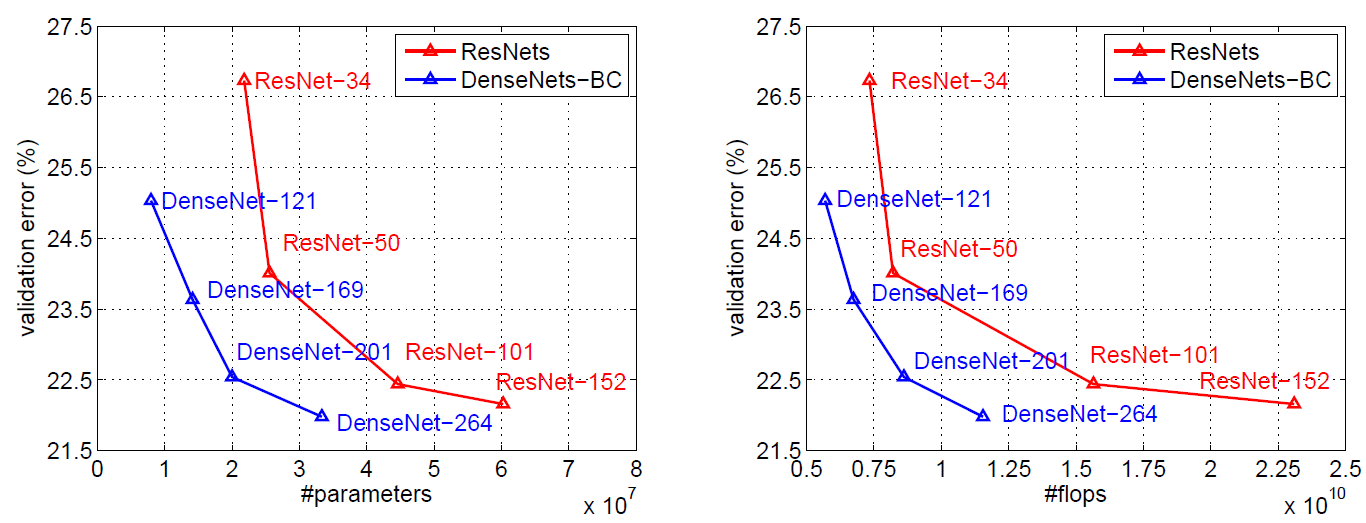 27.5
26.5
25.5
24.5
23.5
22.5
21.5
validation error (%)
ResNets
DenseNets−BC
ResNet−34
DenseNet−121
ResNet−50
DenseNet−169
DenseNet−201
ResNet−101
ResNet−152
DenseNet−264
0 1 2 3 4 5 6 7 8
#parameters
x 10^7
27.5
26.5
25.5
24.5
23.5
22.5
21.5
validation error (%)
ResNets
DenseNets−BC
ResNet−34
DenseNet−121
ResNet−50
DenseNet−169
DenseNet−201
ResNet−101
ResNet−152
DenseNet−264
0.5 0.75 1 1.25 1.5 1.75 2 2.25 2.5
#flops
x 10^10